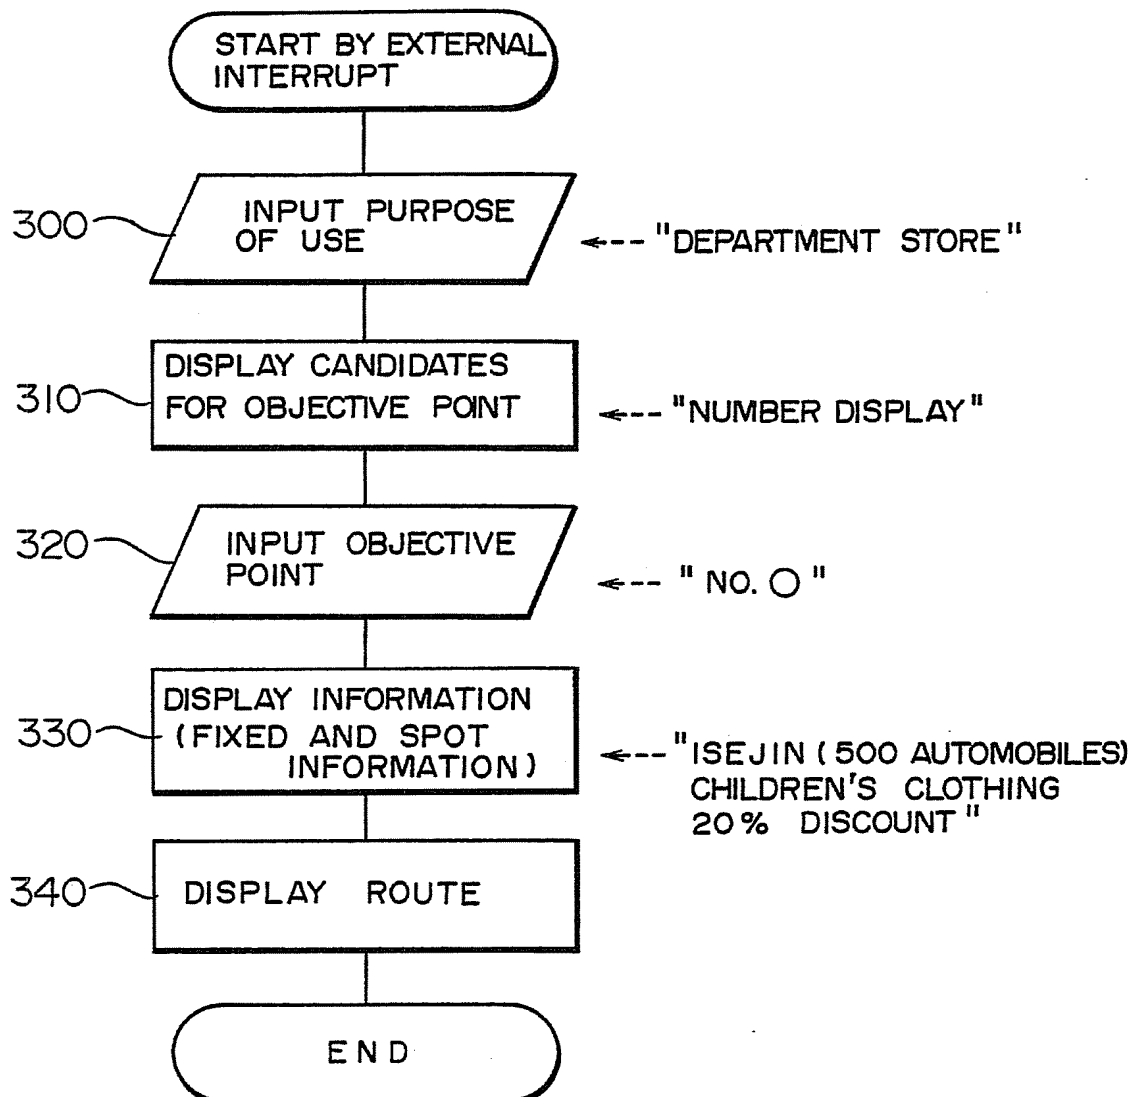 START BY EXTERNAL
INTERRUPT
300
INPUT PURPOSE
OF USE
"DEPARTMENT STORE"
310
DISPLAY CANDIDATES
FOR OBJECTIVE POINT
"NUMBER DISPLAY"
320
INPUT OBJECTIVE
POINT
"NO. ○"
330
DISPLAY INFORMATION
(FIXED AND SPOT
INFORMATION)
"ISEJIN (500 AUTOMOBILES)
CHILDREN'S CLOTHING
20% DISCOUNT"
340
DISPLAY ROUTE
END